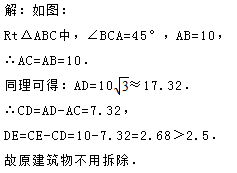 解：如图：
Rt△ABC中，∠BCA=45°，AB=10，
∴AC=AB=10．
同理可得：AD=10√3≈17.32．
∴CD=AD-AC=7.32，
DE=CE-CD=10-7.32=2.68＞2.5．
故原建筑物不用拆除．